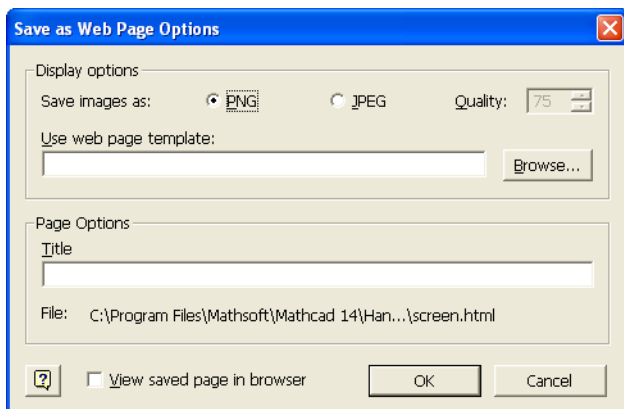 Save as Web Page Options
Display options
Save images as: PNG JPEG Quality: 75
Use web page template:
Browse...
Page Options
Title
File: C:\Program Files\Mathsoft\Mathcad 14\Han...\screen.html
? View saved page in browser OK Cancel